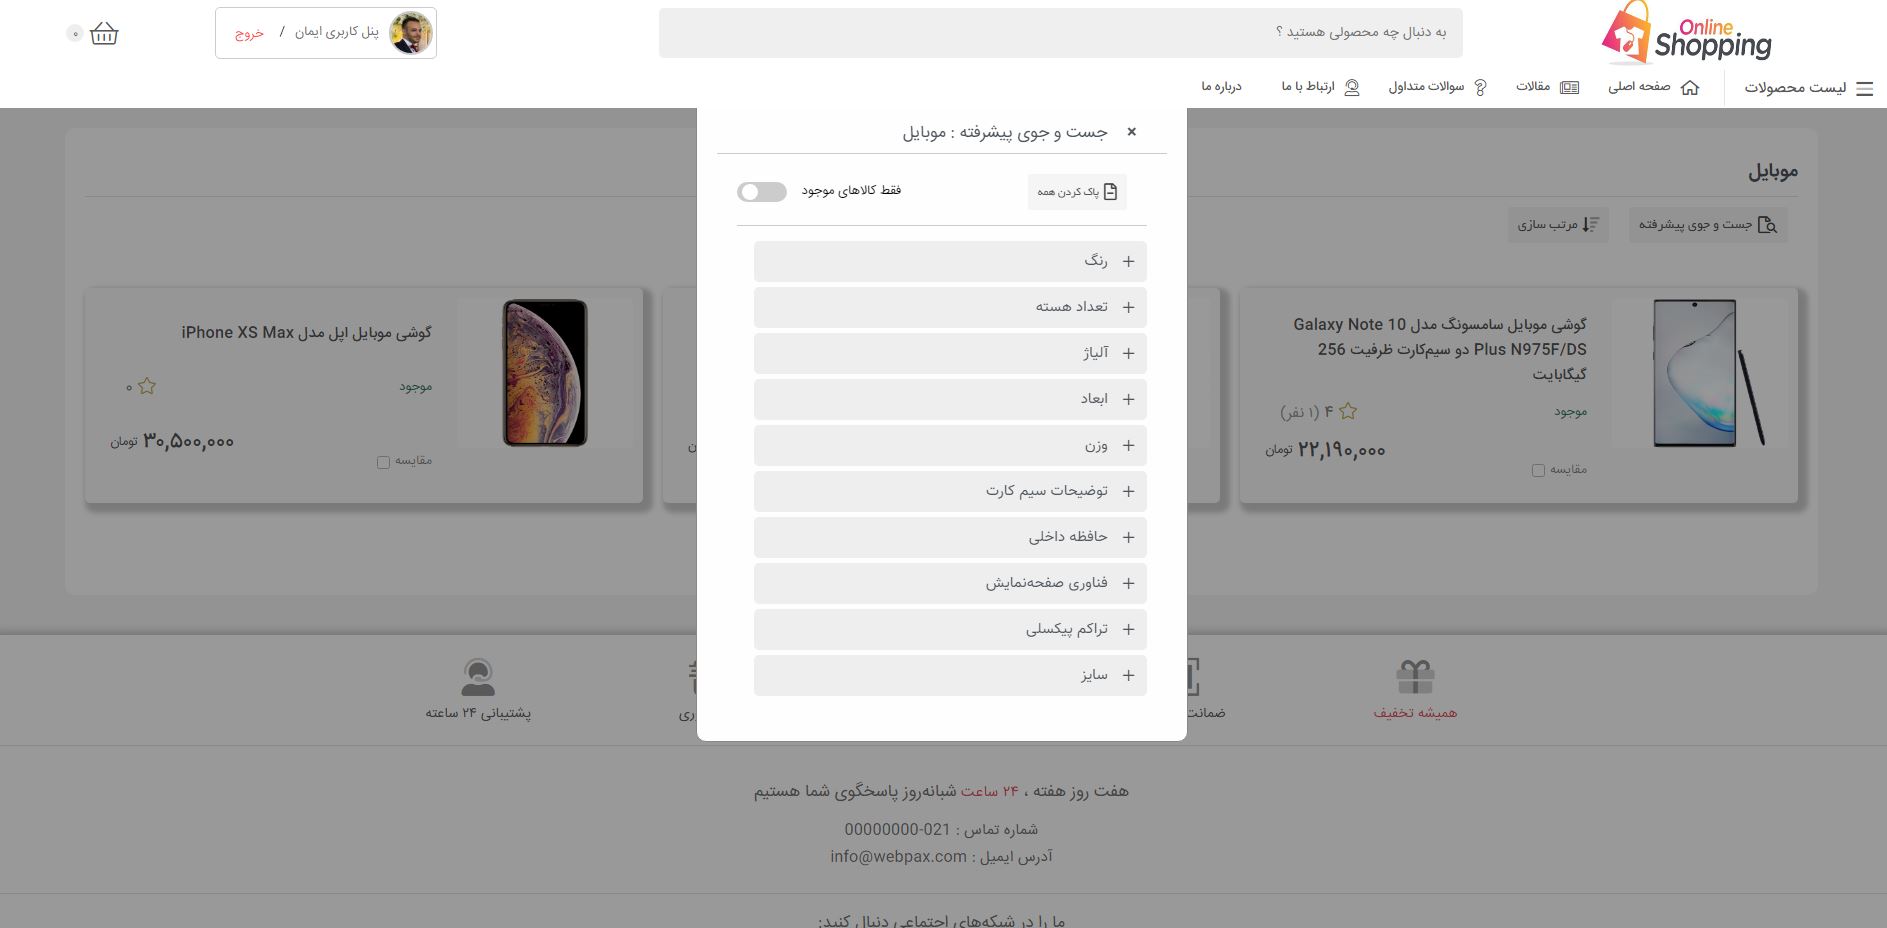 Online
Shopping
به دنبال چه محصولی هستید ؟
پنل کاربری ایمان / خروج
۰
لیست محصولات
صفحه اصلی
مقالات
سوالات متداول
ارتباط با ما
درباره ما
جست و جوی پیشرفته : موبایل
پاک کردن همه
فقط کالاهای موجود
رنگ
تعداد هسته
آلیاژ
ابعاد
وزن
توضیحات سیم کارت
حافظه داخلی
فناوری صفحه‌نمایش
تراکم پیکسلی
سایز
موبایل
جست و جوی پیشرفته
مرتب سازی
گوشی موبایل سامسونگ مدل Galaxy Note 10
Plus N975F/DS دو سیم‌کارت ظرفیت 256
گیگابایت
موجود
۴ (۱ نفر)
۲۲,۱۹۰,۰۰۰ تومان
مقایسه
گوشی موبایل اپل مدل iPhone XS Max
موجود
۰
۳۰,۵۰۰,۰۰۰ تومان
مقایسه
همیشه تخفیف
ضمانت
پشتیبانی ۲۴ ساعته
هفت روز هفته ، ۲۴ ساعت شبانه‌روز پاسخگوی شما هستیم
شماره تماس : 021-00000000
آدرس ایمیل : info@webpax.com
ما را در شبکه‌های اجتماعی دنبال کنید: